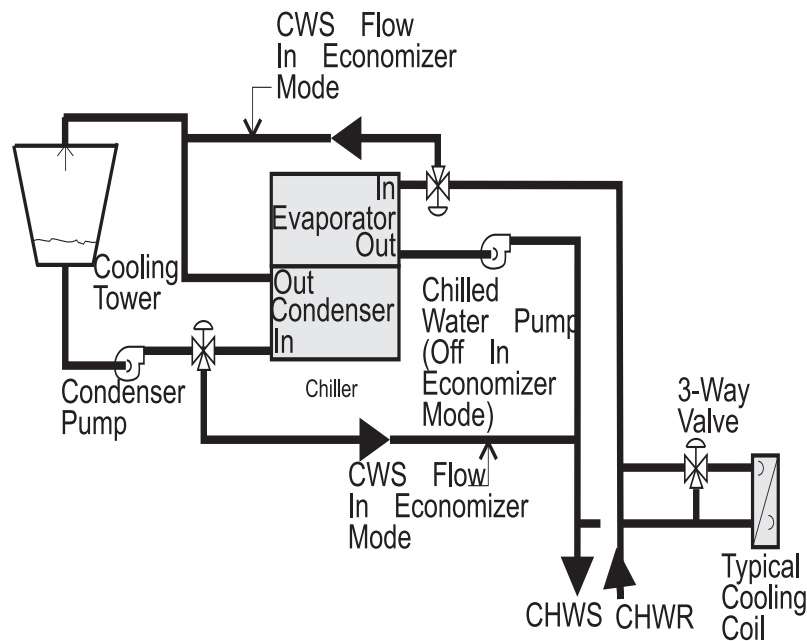 CWS Flow
In Economizer
Mode
In
Evaporator
Out
Cooling
Tower
Out
Condenser
In
Chilled
Water Pump
(Off In
Economizer
Mode)
Condenser
Pump
Chiller
3-Way
Valve
CWS Flow
In Economizer
Mode
Typical
Cooling
Coil
CHWS CHWR